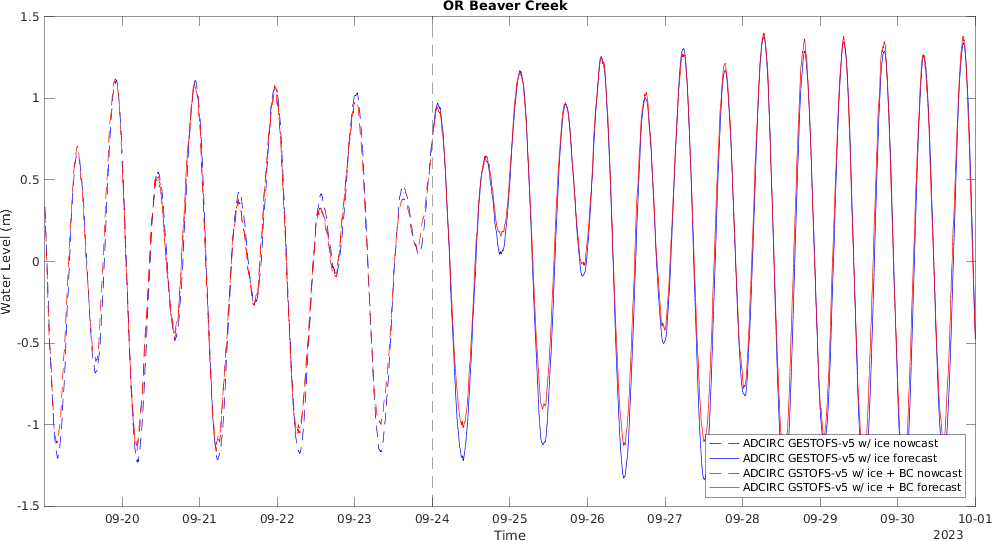 OR Beaver Creek
1.5
1
0.5
0
-0.5
-1
-1.5
Water Level (m)
ADCIRC GESTOFS-v5 w/ ice nowcast
ADCIRC GESTOFS-v5 w/ ice forecast
ADCIRC GSTOFS-v5 w/ ice + BC nowcast
ADCIRC GSTOFS-v5 w/ ice + BC forecast
09-20 09-21 09-22 09-23 09-24 09-25 09-26 09-27 09-28 09-29 09-30 10-01
Time
2023